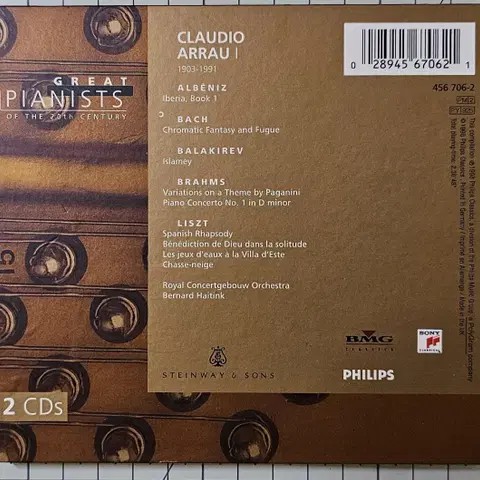 GREAT
PIANISTS
OF THE 20TH CENTURY
2 CDs
CLAUDIO
ARRAU I
1903-1991
ALBÉNIZ
Iberia, Book 1
BACH
Chromatic Fantasy and Fugue
BALAKIREV
Islamey
BRAHMS
Variations on a Theme by Paganini
Piano Concerto No. 1 in D minor
LISZT
Spanish Rhapsody
Bénédiction de Dieu dans la solitude
Les jeux d'eaux à la Villa d'Este
Chasse-neige
Royal Concertgebouw Orchestra
Bernard Haitink
STEINWAY & SONS
PHILIPS
BMG
CLASSICS
SONY
CLASSICAL
0 28945 67062 1
456 706-2